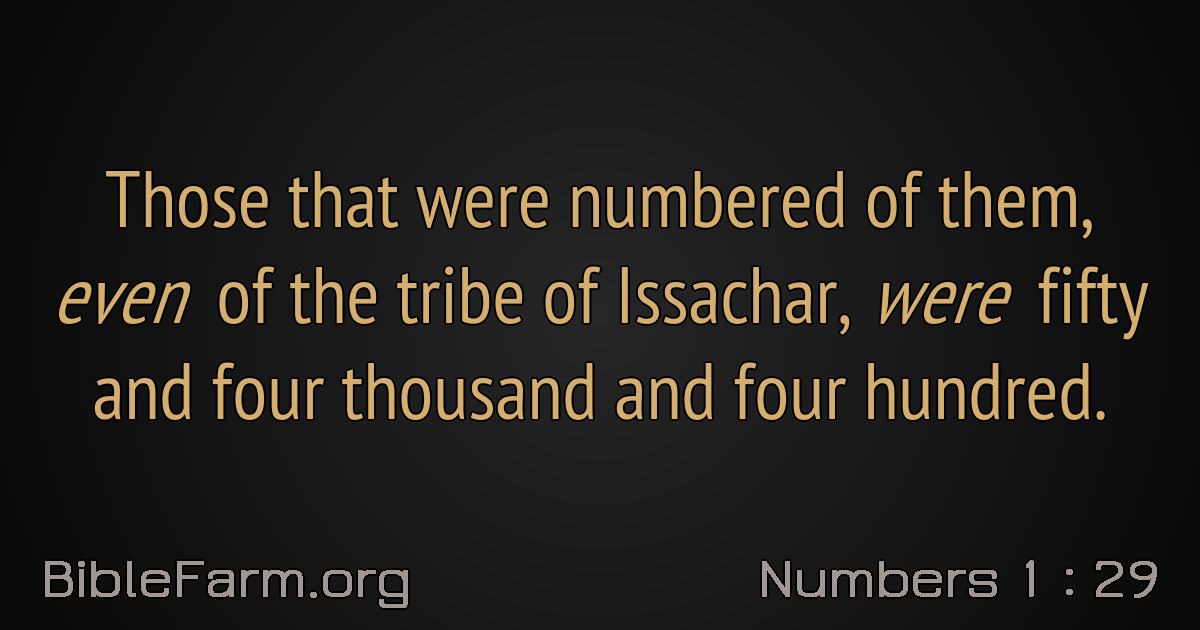 Those that were numbered of them,
even of the tribe of Issachar, were fifty
and four thousand and four hundred.
BibleFarm.org
Numbers 1 : 29